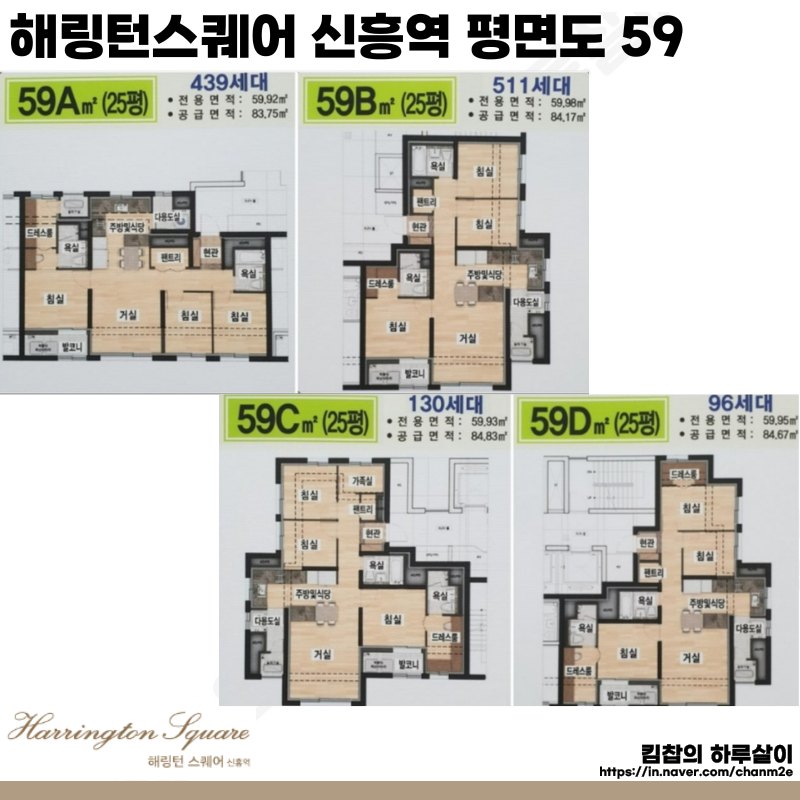 해링턴스퀘어 신흥역 평면도 59
439세대
59A㎡ (25평)
• 전용면적: 59,92㎡
• 공급면적: 83,75㎡
511세대
59B㎡ (25평)
• 전용면적: 59,98㎡
• 공급면적: 84,17㎡
드레스룸
주방및식당
다용도실
욕실
팬트리
현관
욕실
침실
거실
침실
침실
발코니
욕실
침실
팬트리
침실
현관
드레스룸
욕실
주방및식당
다용도실
침실
거실
발코니
130세대
59C㎡ (25평)
• 전용면적: 59,93㎡
• 공급면적: 84,83㎡
96세대
59D㎡ (25평)
• 전용면적: 59,95㎡
• 공급면적: 84,67㎡
침실
가족실
팬트리
현관
침실
욕실
주방및식당
욕실
다용도실
침실
드레스룸
거실
발코니
드레스룸
침실
현관
침실
팬트리
욕실
주방및식당
욕실
다용도실
드레스룸
침실
거실
발코니
Harrington Square
해링턴 스퀘어 신흥역
킴찹의 하루살이
https://in.naver.com/chanm2e